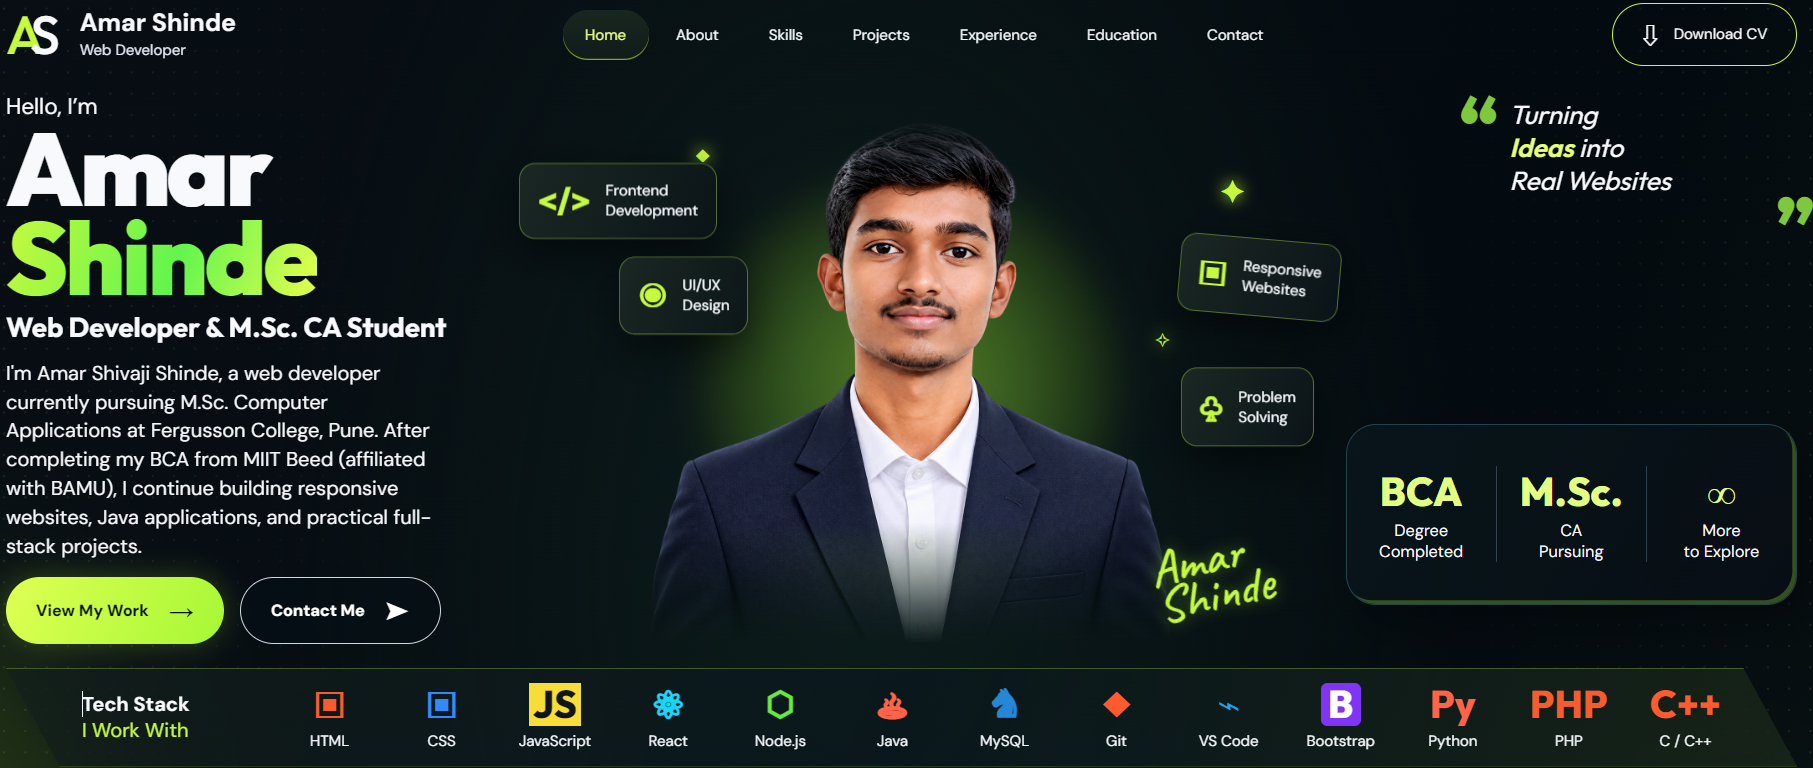 AS
Amar Shinde
Web Developer
Home
About
Skills
Projects
Experience
Education
Contact
Download CV
Hello, I'm
Amar
Shinde
Web Developer & M.Sc. CA Student
I'm Amar Shivaji Shinde, a web developer
currently pursuing M.Sc. Computer
Applications at Fergusson College, Pune. After
completing my BCA from MIIT Beed (affiliated
with BAMU), I continue building responsive
websites, Java applications, and practical full-
stack projects.
View My Work →
Contact Me
</> Frontend
Development
UI/UX
Design
Responsive
Websites
Problem
Solving
Amar
Shinde
“ Turning
Ideas into
Real Websites
”
BCA
Degree
Completed
M.Sc.
CA
Pursuing
∞
More
to Explore
Tech Stack
I Work With
HTML
CSS
JS
JavaScript
React
Node.js
Java
MySQL
Git
VS Code
B
Bootstrap
Py
Python
PHP
PHP
C++
C / C++